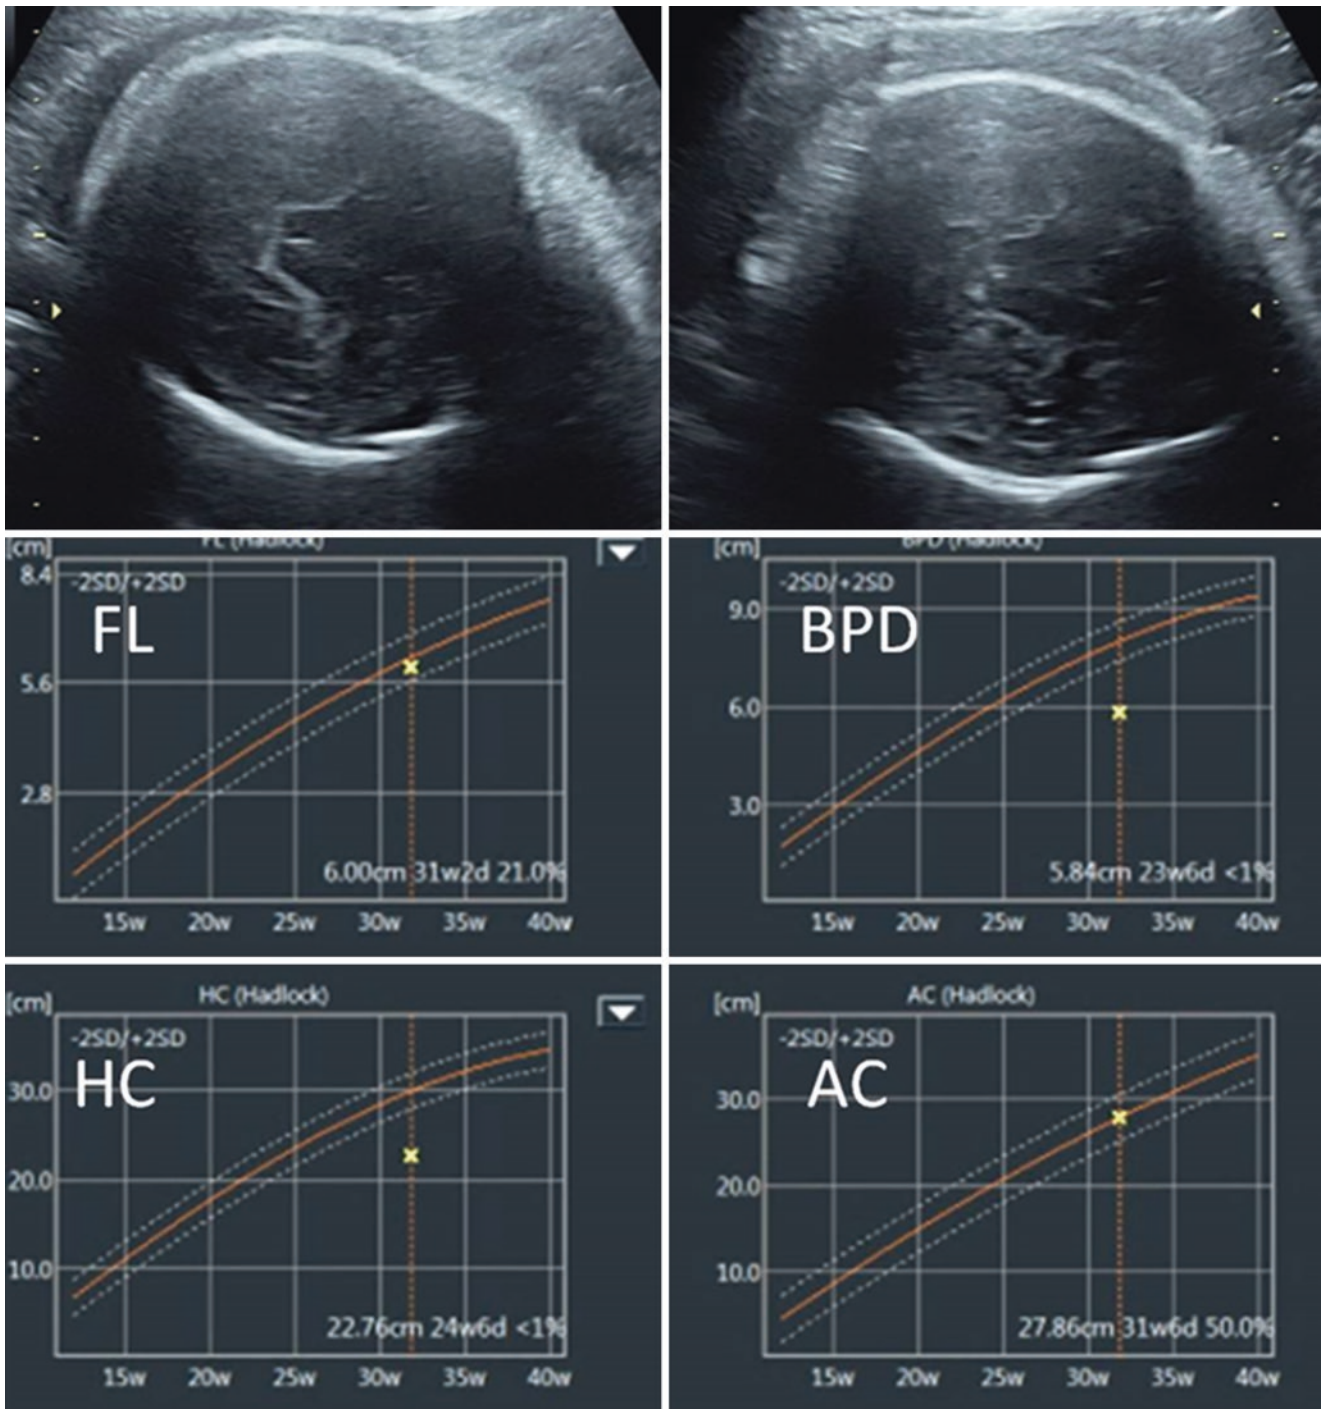 [cm] FL (Hadlock)
8.4
-2SD/+2SD
FL
5.6
2.8
6.00cm 31w2d 21.0%
15w 20w 25w 30w 35w 40w
[cm] BPD (Hadlock)
-2SD/+2SD
9.0
BPD
6.0
3.0
5.84cm 23w6d <1%
15w 20w 25w 30w 35w 40w
[cm] HC (Hadlock)
-2SD/+2SD
HC
30.0
20.0
10.0
22.76cm 24w6d <1%
15w 20w 25w 30w 35w 40w
[cm] AC (Hadlock)
-2SD/+2SD
AC
30.0
20.0
10.0
27.86cm 31w6d 50.0%
15w 20w 25w 30w 35w 40w